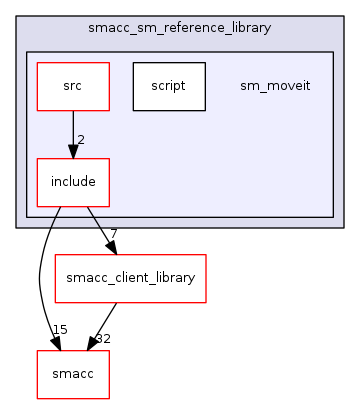 smacc_sm_reference_library
src
script
sm_moveit
2
include
7
smacc_client_library
15
32
smacc